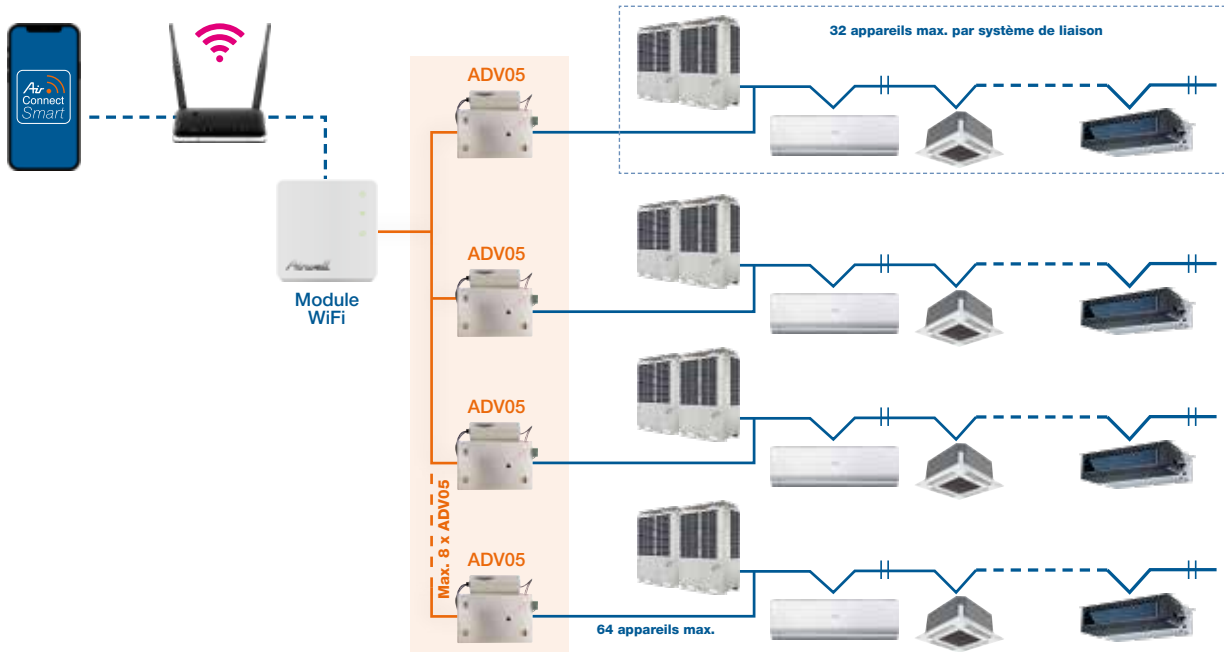 Air
Connect
Smart
Airwell
Module
WiFi
ADV05
ADV05
ADV05
ADV05
Max. 8 x ADV05
32 appareils max. par système de liaison
64 appareils max.